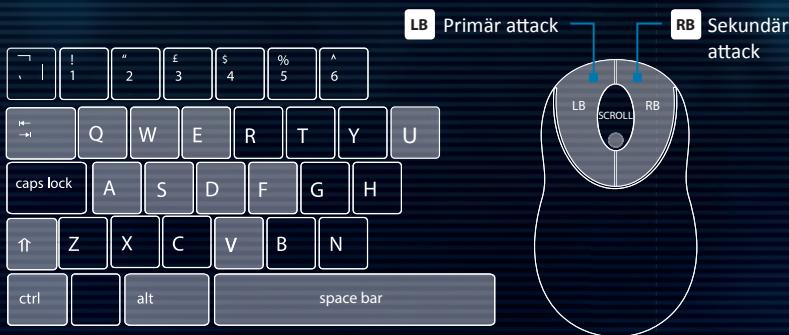 LB Primär attack
RB Sekundär
attack
¬ ! " £ $ % ^
` | 1 2 3 4 5 6
Q W E R T Y U
caps lock A S D F G H
Z X C V B N
ctrl alt space bar
LB SCROLL RB